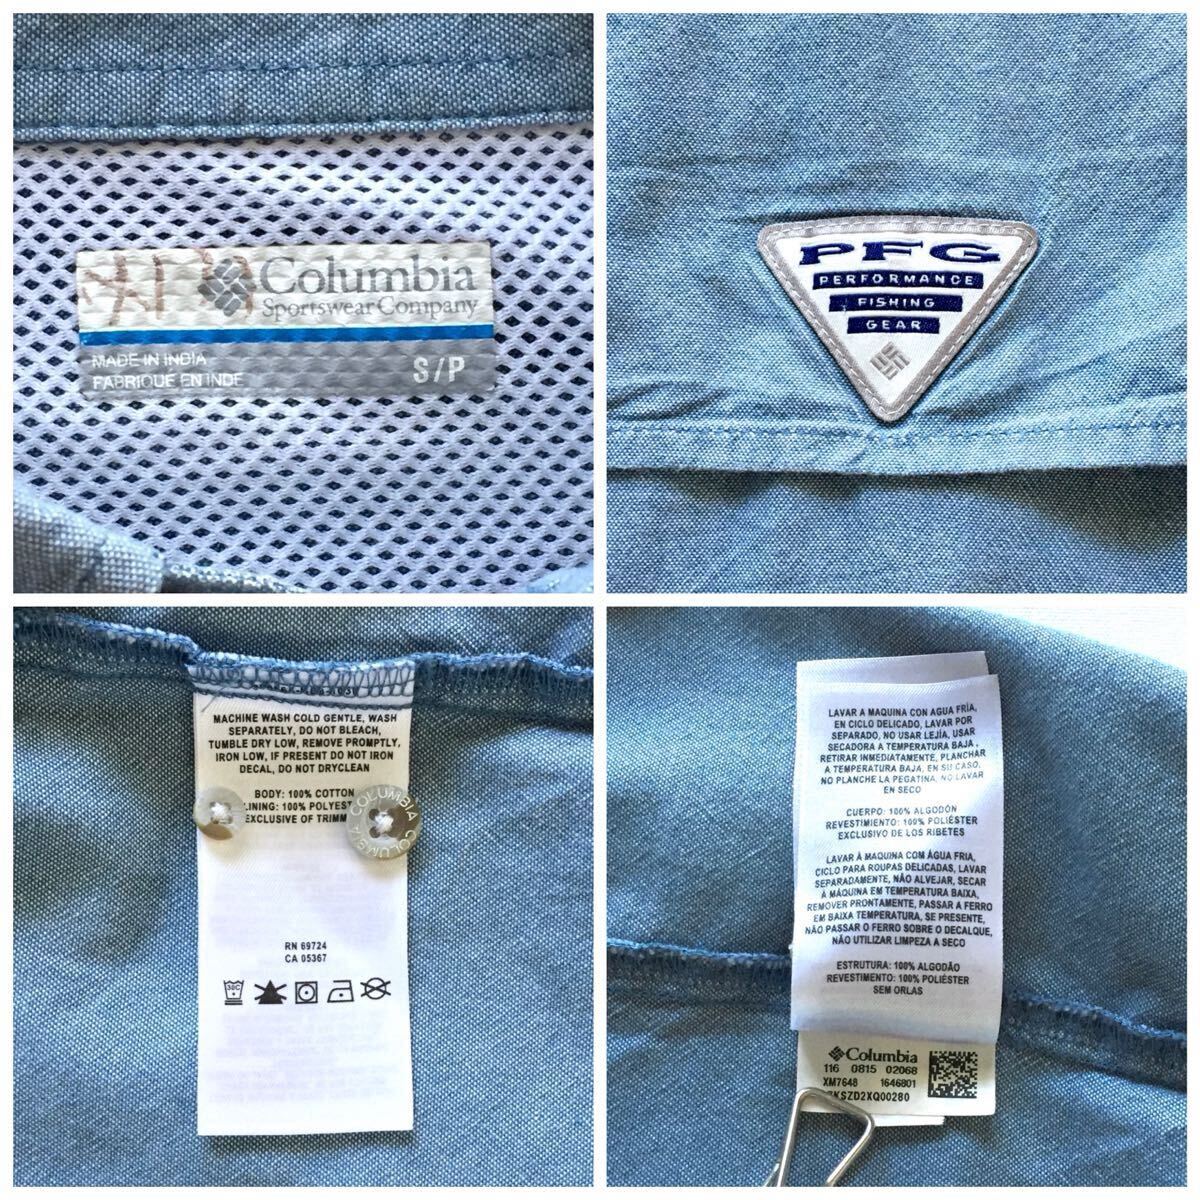 Columbia
Sportswear Company
MADE IN INDIA
FABRIQUE EN INDE
S/P
PFG
PERFORMANCE
FISHING
GEAR
MACHINE WASH COLD GENTLE, WASH
SEPARATELY, DO NOT BLEACH,
TUMBLE DRY LOW, REMOVE PROMPTLY,
IRON LOW, IF PRESENT DO NOT IRON
DECAL, DO NOT DRYCLEAN
BODY: 100% COTTON
LINING: 100% POLYEST
EXCLUSIVE OF TRIMM
COLUMBIA COLUMBIA
RN 69724
CA 05367
30C
LAVAR A MAQUINA CON AGUA FRÍA,
EN CICLO DELICADO, LAVAR POR
SEPARADO, NO USAR LEJÍA, USAR
SECADORA A TEMPERATURA BAJA,
RETIRAR INMEDIATAMENTE, PLANCHAR
A TEMPERATURA BAJA, EN SU CASO.
NO PLANCHE LA PEGATINA, NO LAVAR
EN SECO
CUERPO: 100% ALGODÓN
REVESTIMIENTO: 100% POLIÉSTER
EXCLUSIVO DE LOS RIBETES
LAVAR À MAQUINA COM ÁGUA FRIA,
CICLO PARA ROUPAS DELICADAS, LAVAR
SEPARADAMENTE, NÃO ALVEJAR, SECAR
À MÁQUINA EM TEMPERATURA BAIXA,
REMOVER PRONTAMENTE, PASSAR A FERRO
EM BAIXA TEMPERATURA, SE PRESENTE,
NÃO PASSAR O FERRO SOBRE O DECALQUE,
NÃO UTILIZAR LIMPEZA A SECO
ESTRUTURA: 100% ALGODÃO
REVESTIMENTO: 100% POLIÉSTER
SEM ORLAS
Columbia
116 0815 02068
XM7648 1646801
KSZD2XQ00280